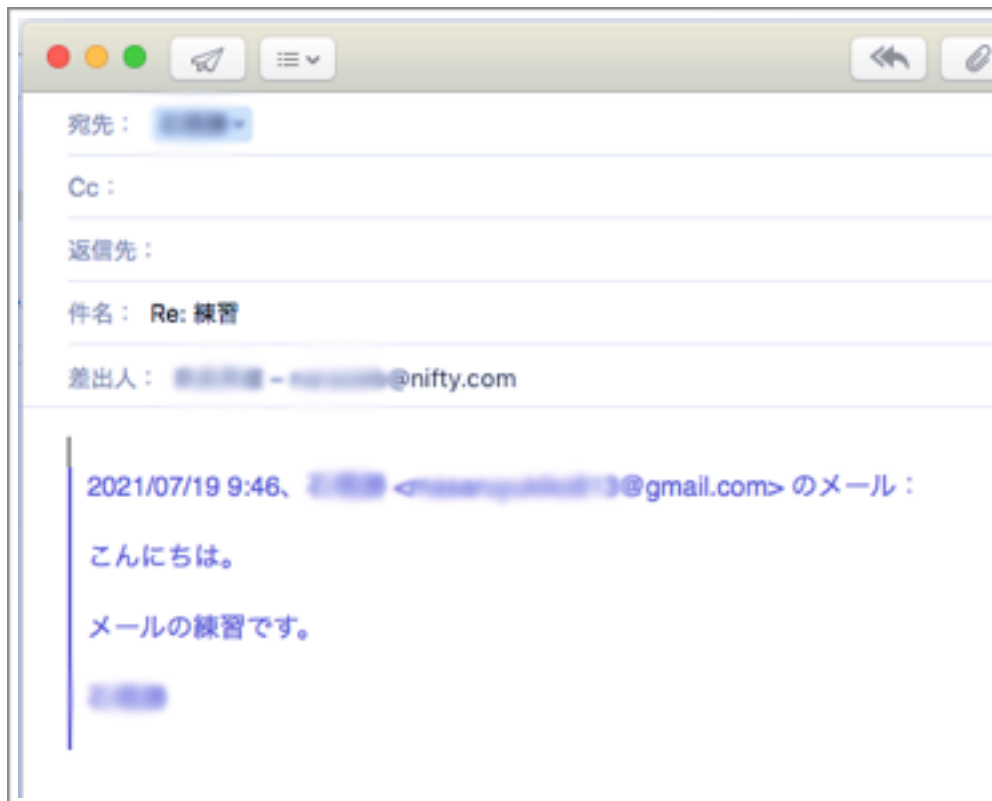 宛先：
Cc：
返信先：
件名： Re: 練習
差出人： – @nifty.com
2021/07/19 9:46、 @gmail.com> のメール：
こんにちは。
メールの練習です。